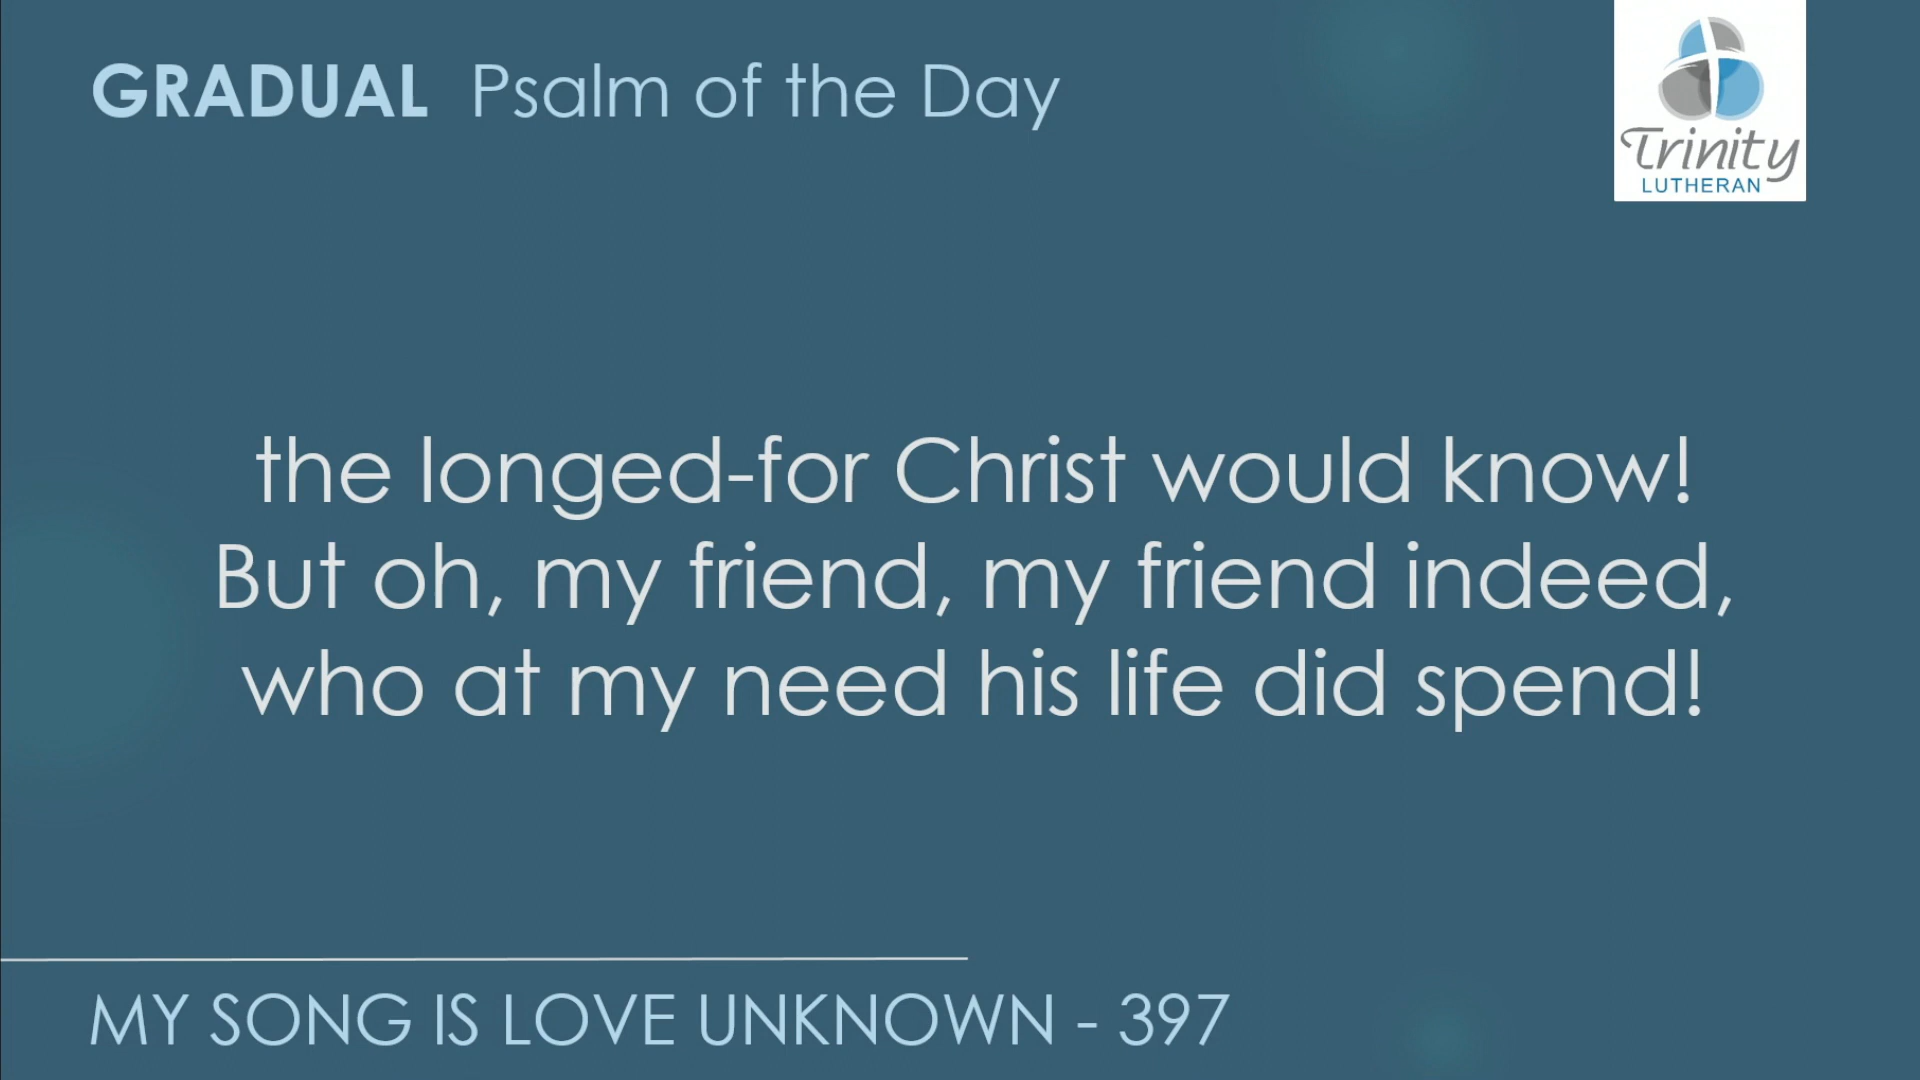 GRADUAL Psalm of the Day
Trinity
LUTHERAN
the longed-for Christ would know!
But oh, my friend, my friend indeed,
who at my need his life did spend!
MY SONG IS LOVE UNKNOWN - 397